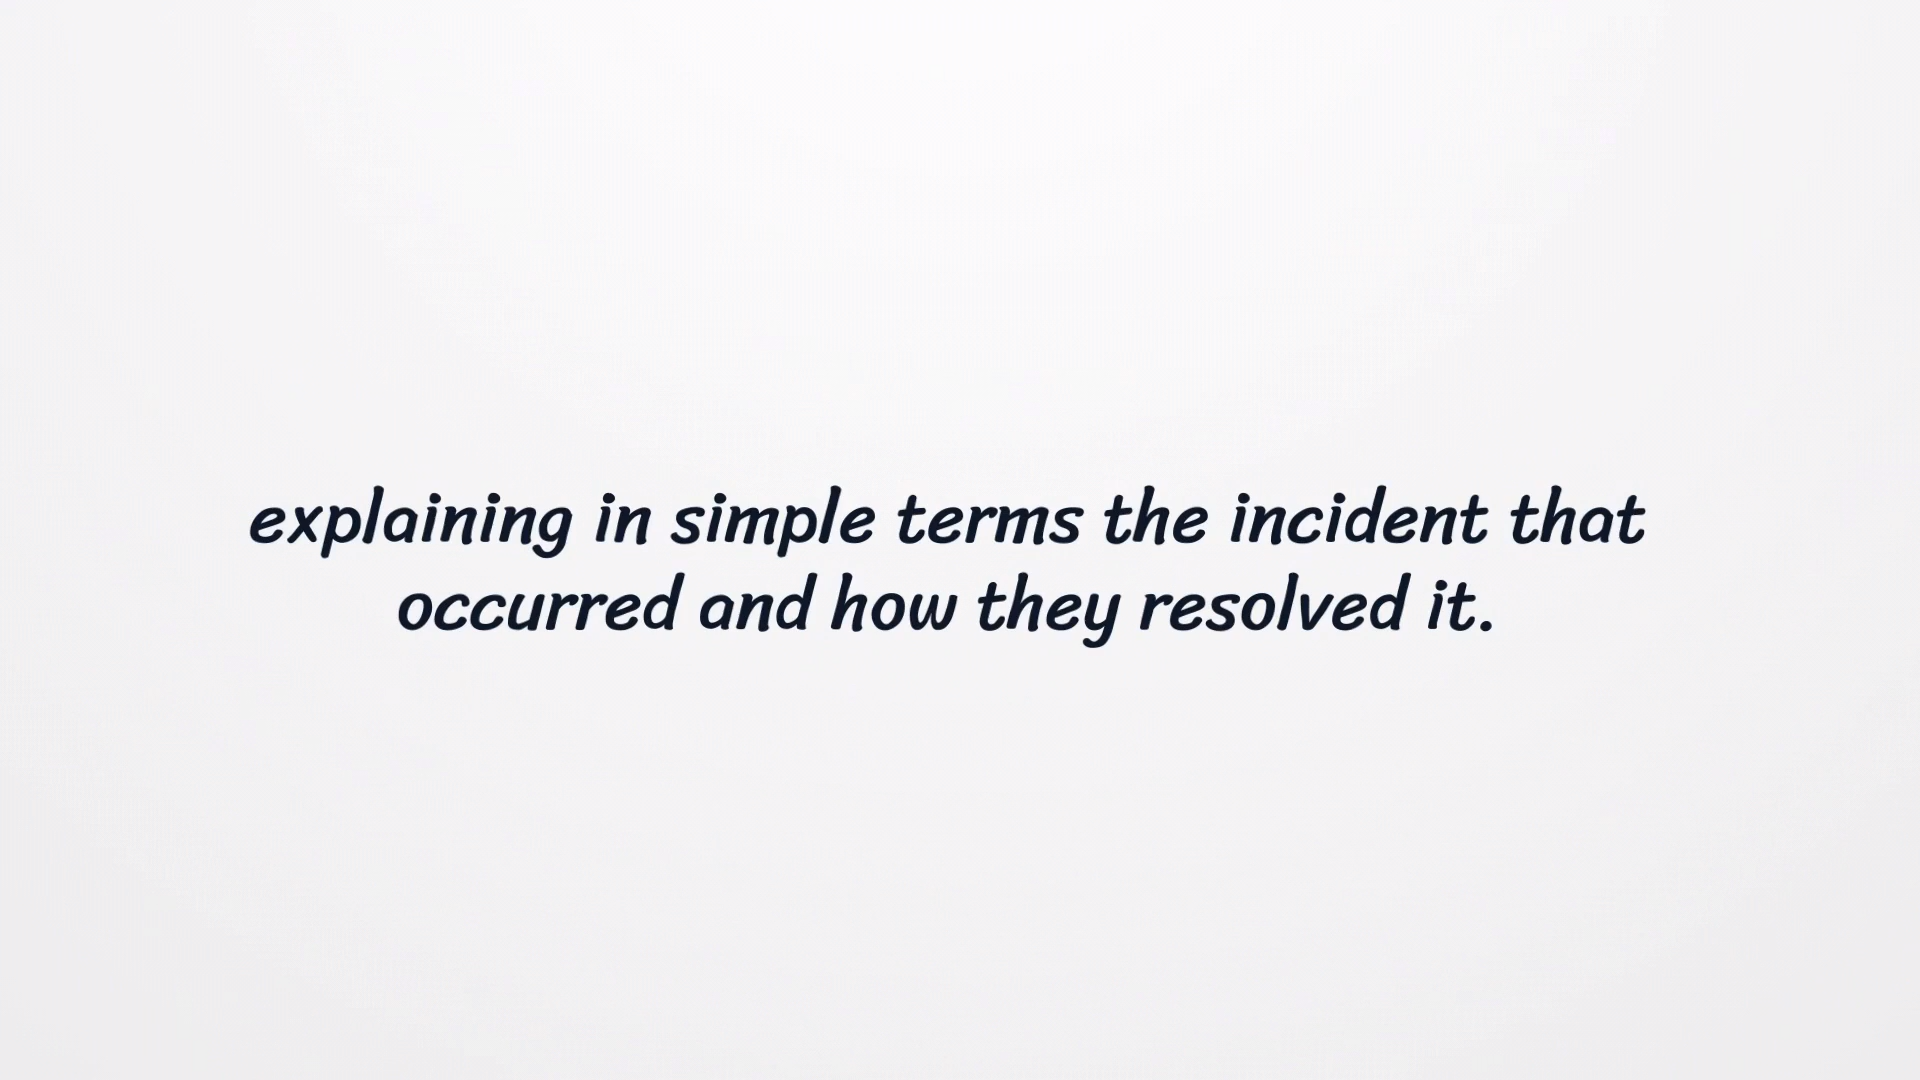 explaining in simple terms the incident that
occurred and how they resolved it.